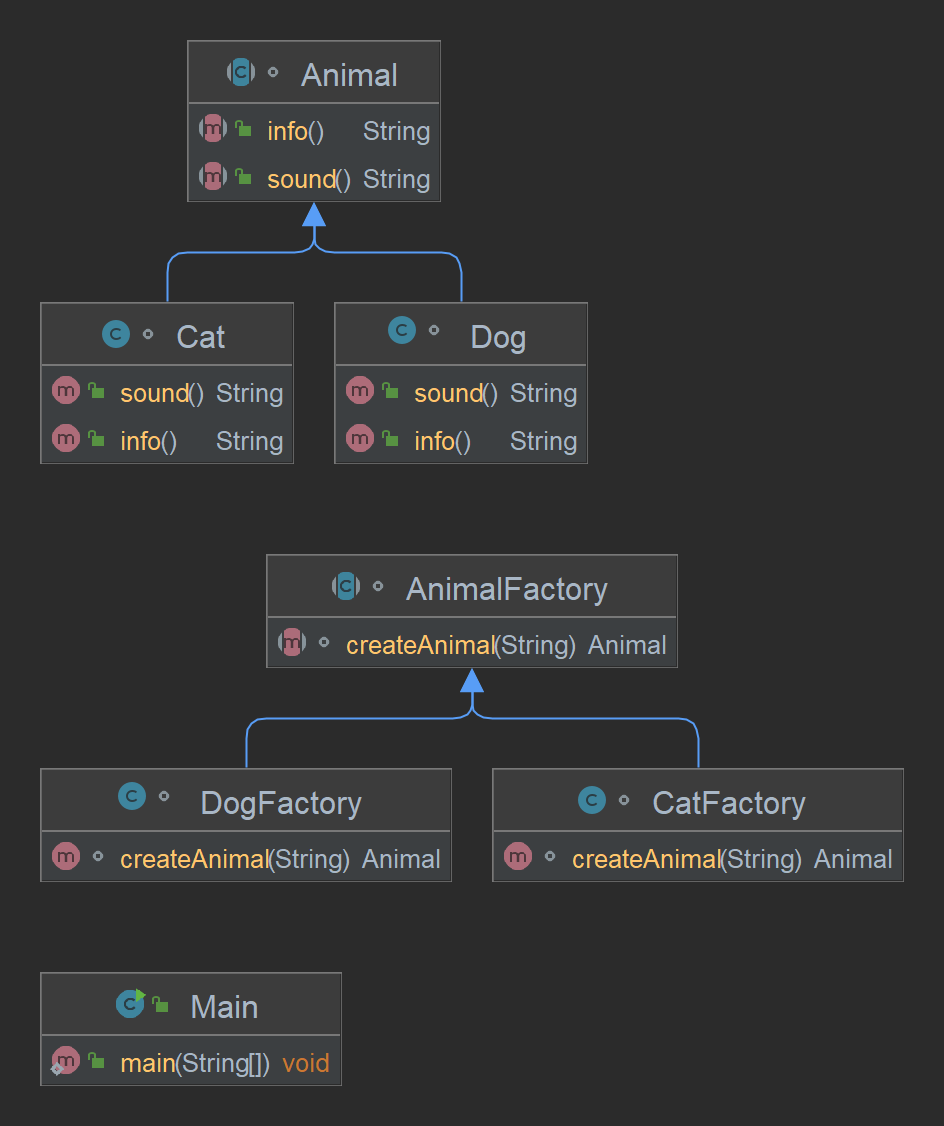 Animal
info() String
sound() String
Cat
sound() String
info() String
Dog
sound() String
info() String
AnimalFactory
createAnimal(String) Animal
DogFactory
createAnimal(String) Animal
CatFactory
createAnimal(String) Animal
Main
main(String[]) void